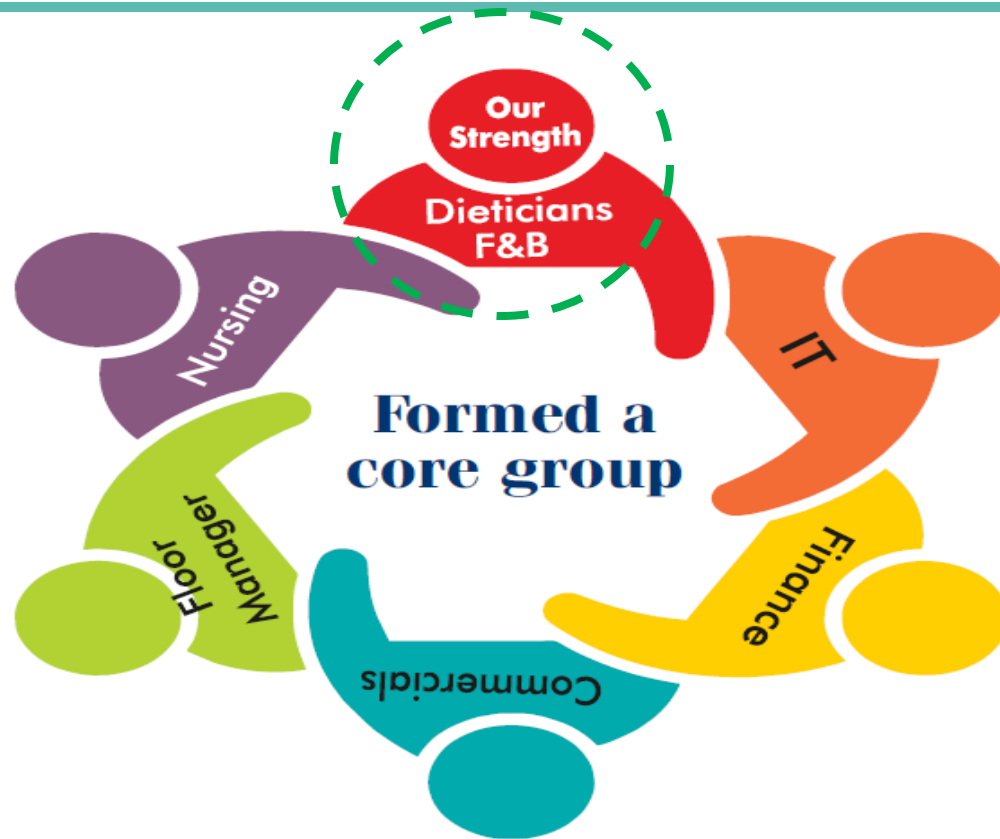 Our
Strength
Dieticians
F&B
IT
Finance
Commercials
Floor
Manager
Nursing
Formed a
core group